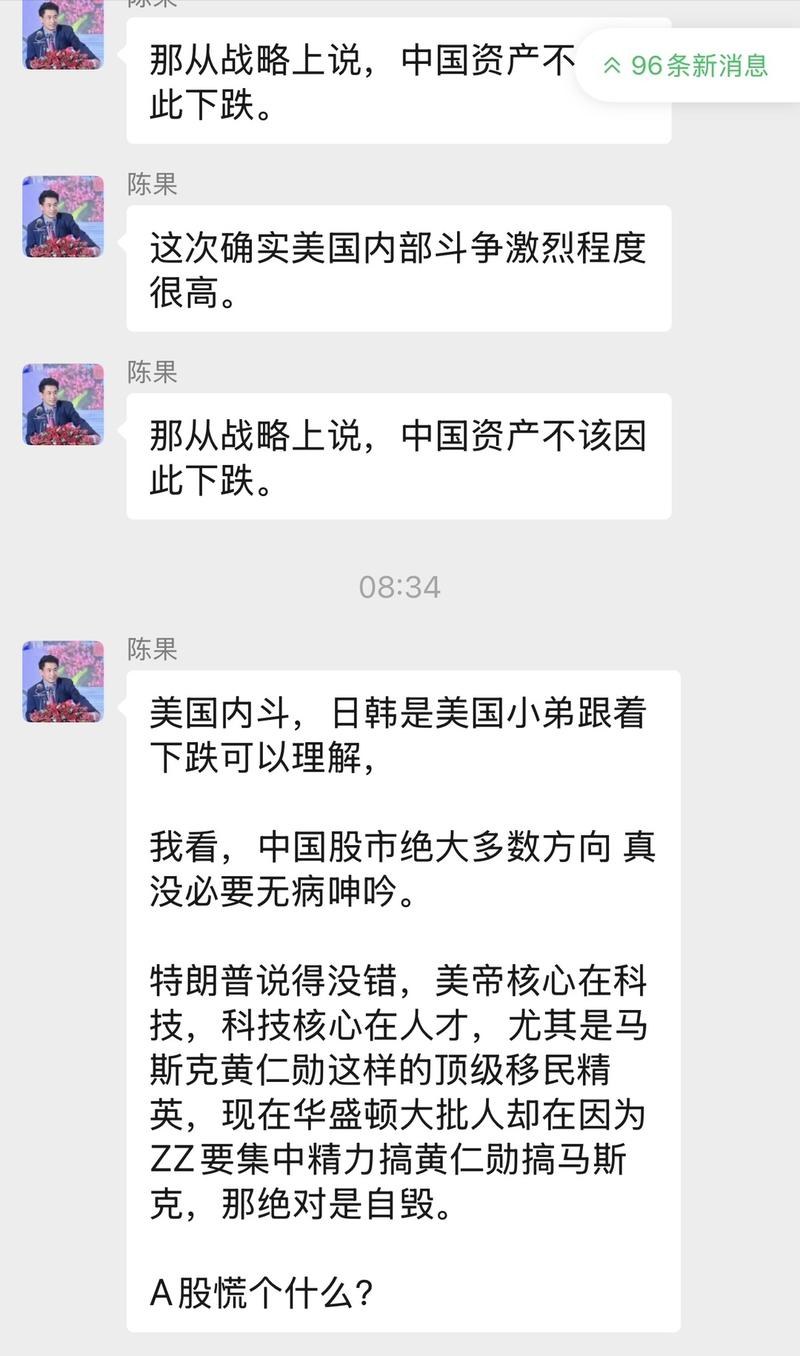 陈果
那从战略上说，中国资产不
此下跌。
96条新消息
陈果
这次确实美国内部斗争激烈程度
很高。
陈果
那从战略上说，中国资产不该因
此下跌。
08:34
陈果
美国内斗，日韩是美国小弟跟着
下跌可以理解，
我看，中国股市绝大多数方向 真
没必要无病呻吟。
特朗普说得没错，美帝核心在科
技，科技核心在人才，尤其是马
斯克黄仁勋这样的顶级移民精
英，现在华盛顿大批人却在因为
ZZ要集中精力搞黄仁勋搞马斯
克，那绝对是自毁。
A股慌个什么?